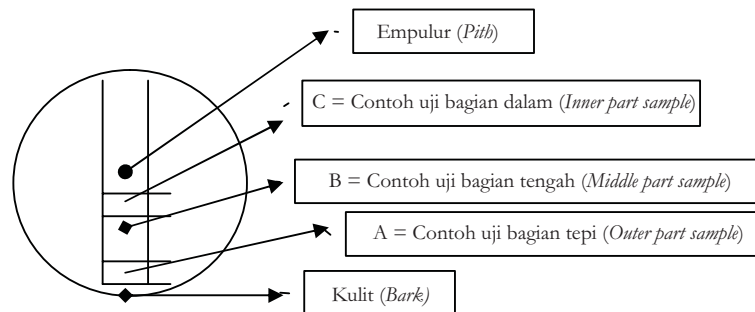 Empulur (Pith)
C = Contoh uji bagian dalam (Inner part sample)
B = Contoh uji bagian tengah (Middle part sample)
A = Contoh uji bagian tepi (Outer part sample)
Kulit (Bark)